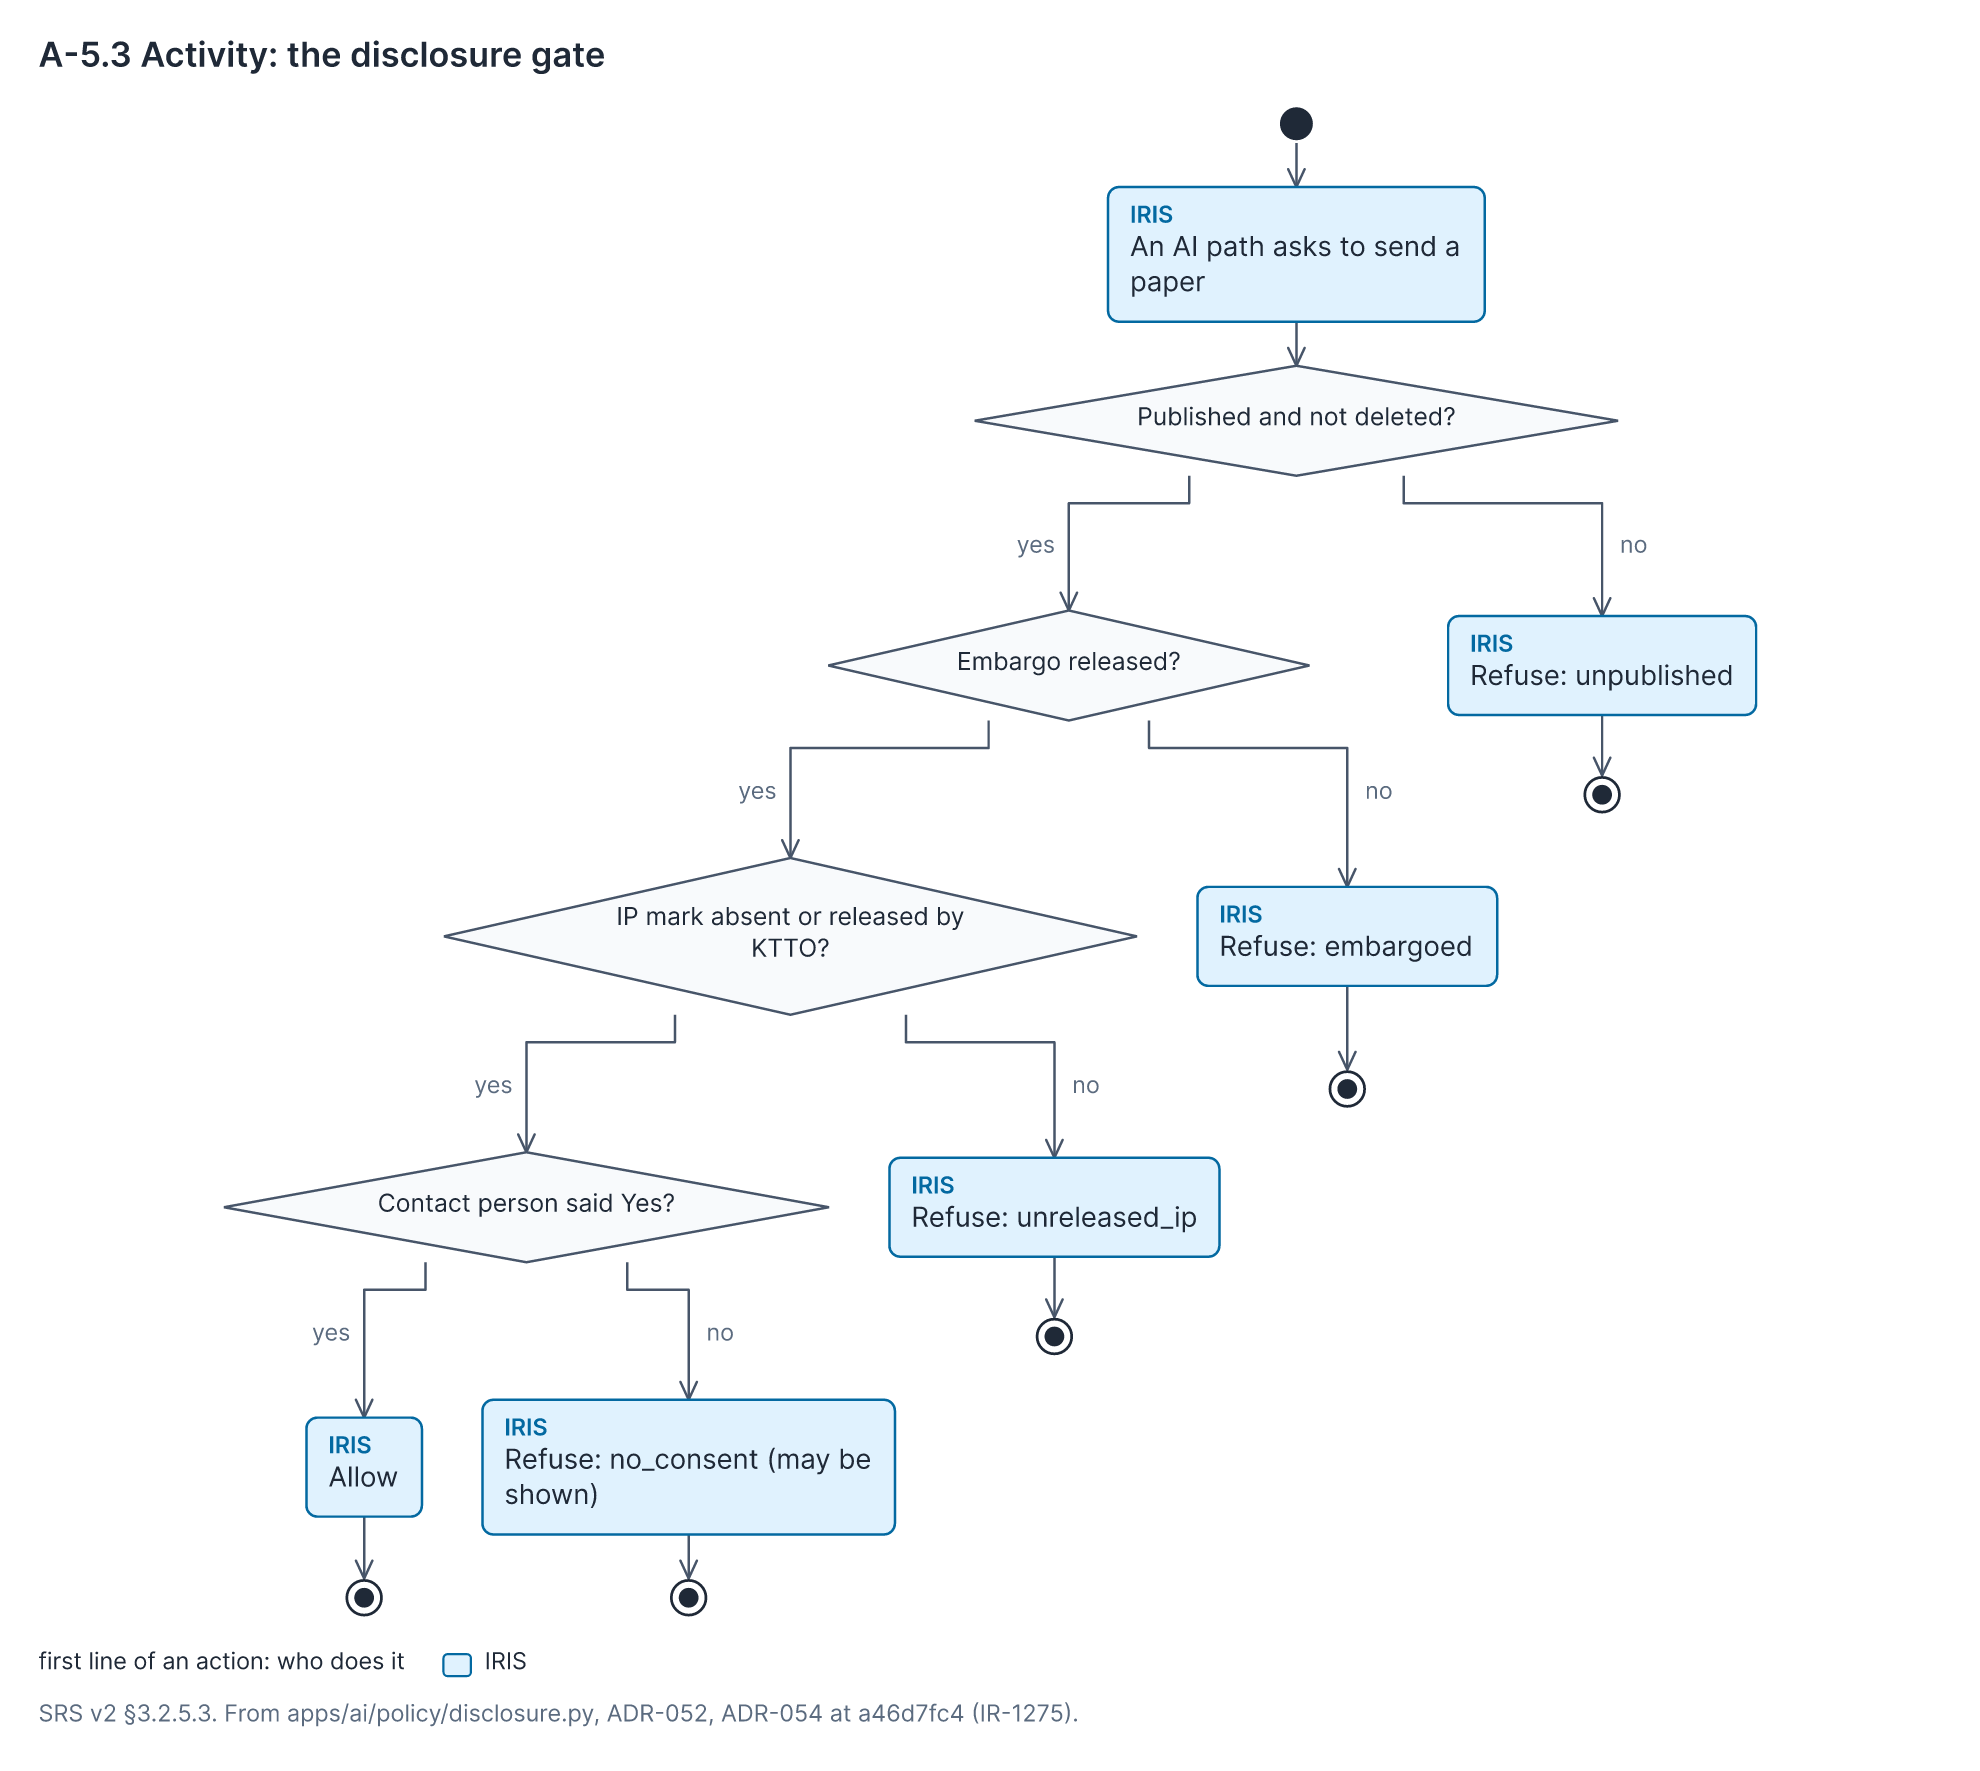 A-5.3 Activity: the disclosure gate
IRIS
An AI path asks to send a
paper
Published and not deleted?
yes
no
Embargo released?
IRIS
Refuse: unpublished
yes
no
IP mark absent or released by
KTTO?
IRIS
Refuse: embargoed
yes
no
Contact person said Yes?
IRIS
Refuse: unreleased_ip
yes
no
IRIS
Allow
IRIS
Refuse: no_consent (may be
shown)
first line of an action: who does it
IRIS
SRS v2 §3.2.5.3. From apps/ai/policy/disclosure.py, ADR-052, ADR-054 at a46d7fc4 (IR-1275).